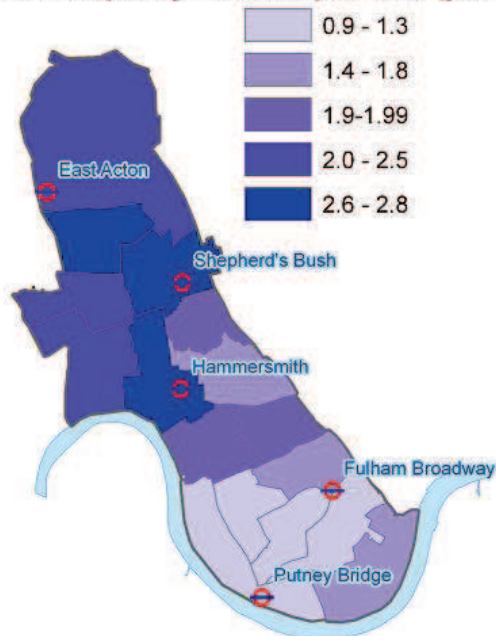 0.9 - 1.3
1.4 - 1.8
1.9-1.99
2.0 - 2.5
2.6 - 2.8
East Acton
Shepherd's Bush
Hammersmith
Fulham Broadway
Putney Bridge